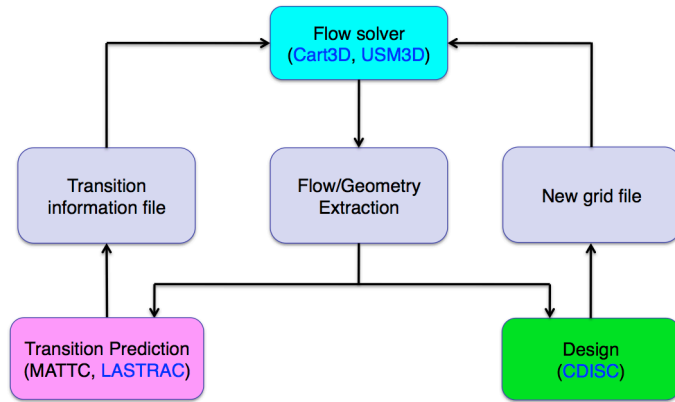 Flow solver
(Cart3D, USM3D)
Transition
information file
Flow/Geometry
Extraction
New grid file
Transition Prediction
(MATTC, LASTRAC)
Design
(CDISC)